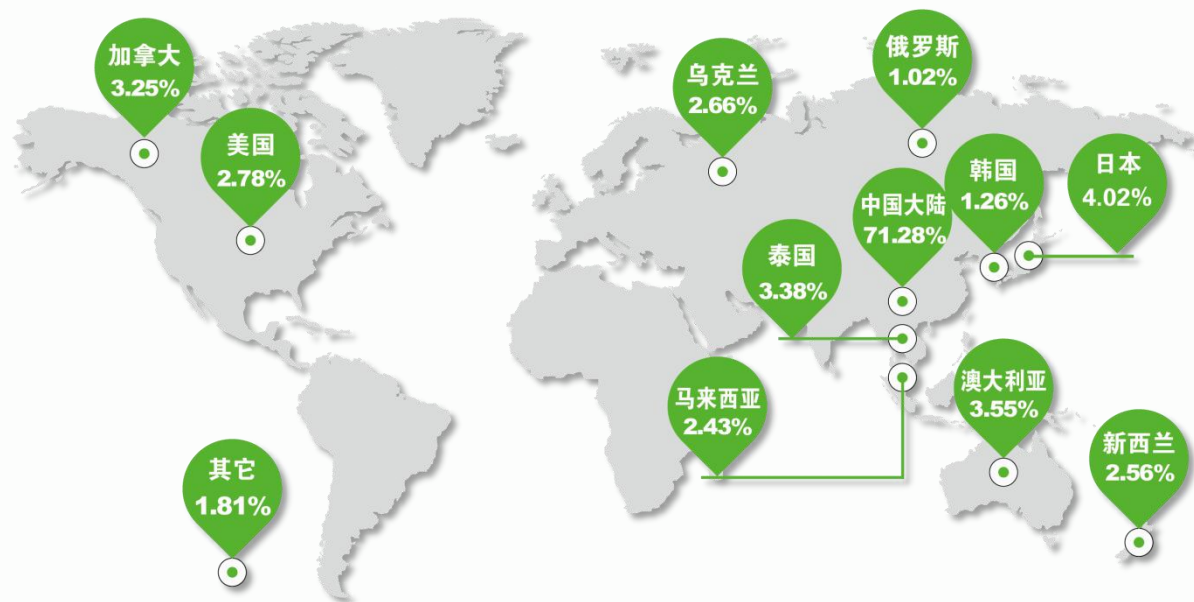 加拿大
3.25%
美国
2.78%
乌克兰
2.66%
俄罗斯
1.02%
韩国
1.26%
日本
4.02%
中国大陆
71.28%
泰国
3.38%
马来西亚
2.43%
澳大利亚
3.55%
新西兰
2.56%
其它
1.81%